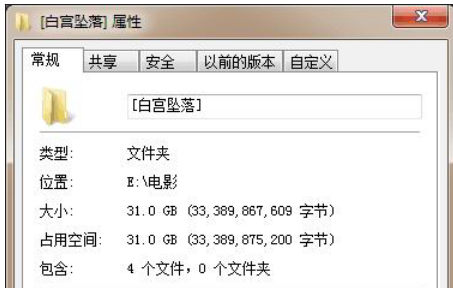 [白宫坠落] 属性
常规 共享 安全 以前的版本 自定义
[白宫坠落]
类型: 文件夹
位置: E:\电影
大小: 31.0 GB (33,389,867,609 字节)
占用空间: 31.0 GB (33,389,875,200 字节)
包含: 4 个文件，0 个文件夹